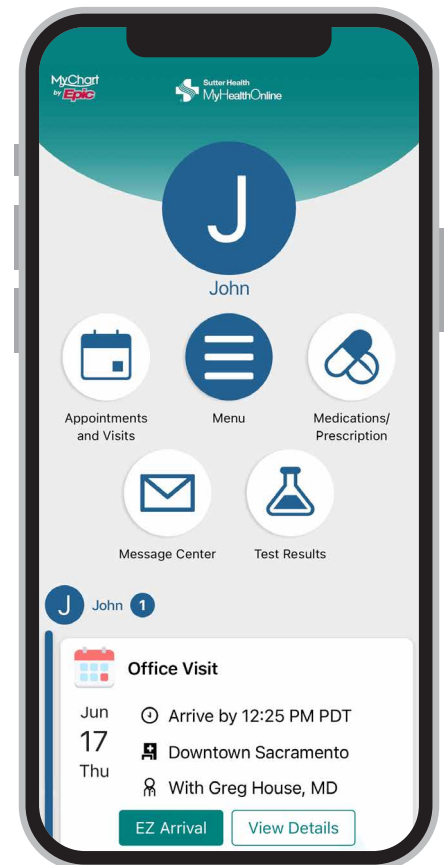 MyChart
by Epic
Sutter Health
MyHealthOnline
J
John
Appointments
and Visits
Menu
Medications/
Prescription
Message Center
Test Results
J John 1
Office Visit
Jun
17
Thu
Arrive by 12:25 PM PDT
Downtown Sacramento
With Greg House, MD
EZ Arrival
View Details